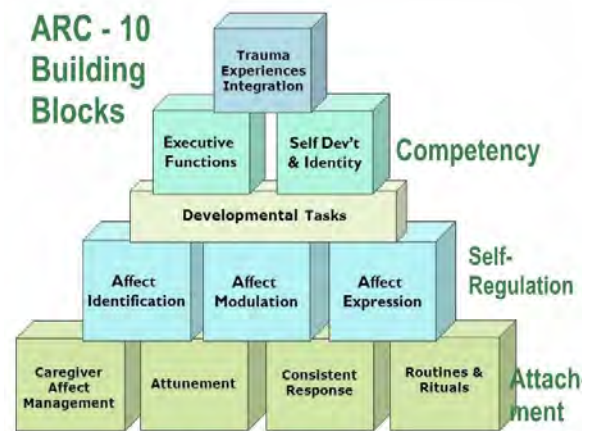 ARC - 10
Building
Blocks
Trauma
Experiences
Integration
Executive
Functions
Self Dev't
& Identity
Competency
Developmental Tasks
Affect
Identification
Affect
Modulation
Affect
Expression
Self-
Regulation
Caregiver
Affect
Management
Attunement
Consistent
Response
Routines &
Rituals
Attach
ment